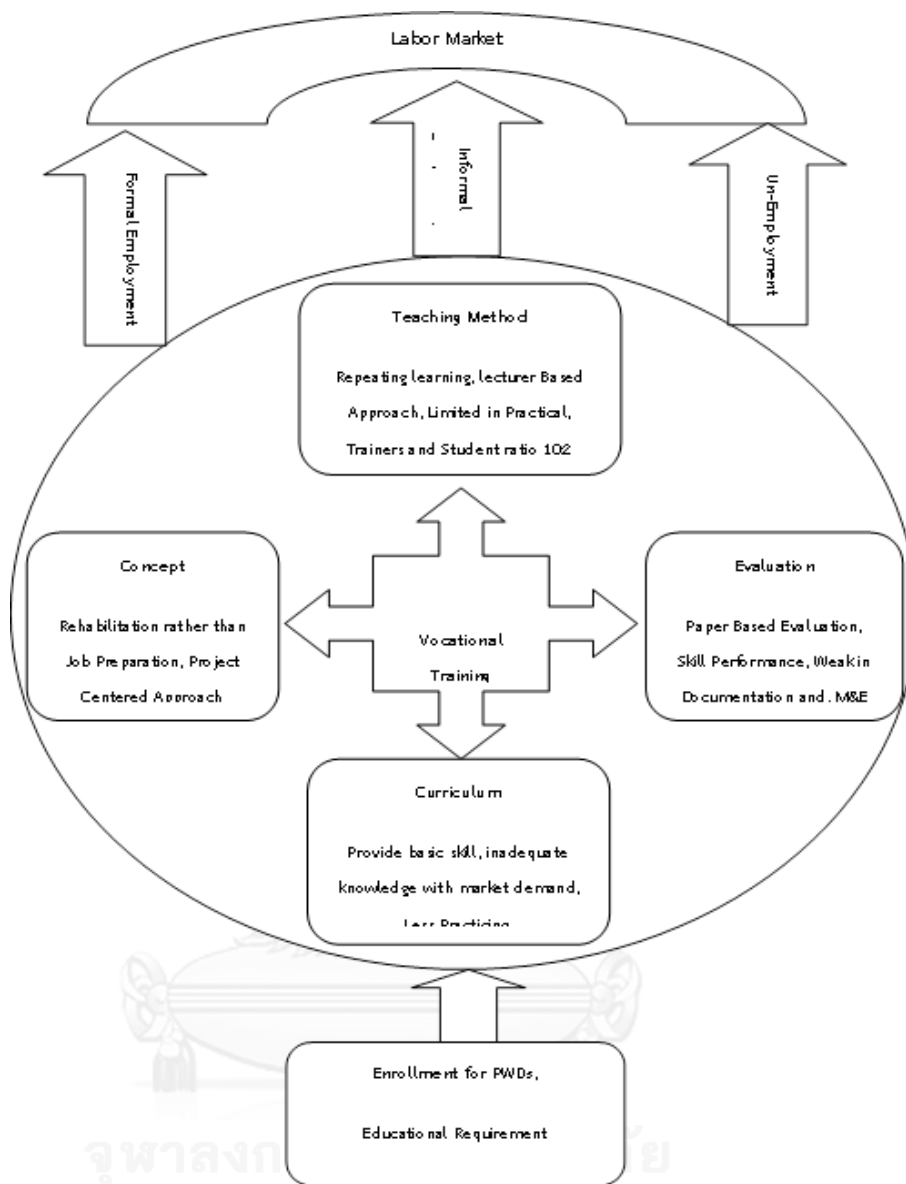 Labor Market
Formal Employment
Informal
Un-Employment
Teaching Method
Repeating learning, lecturer Based
Approach, Limited in Practical,
Trainers and Student ratio 102
Concept
Rehabilitation rather than
Job Preparation, Project
Centered Approach
Vocational
Training
Evaluation
Paper Based Evaluation,
Skill Performance, Weak in
Documentation and . M&E
Curriculum
Provide basic skill, inadequate
knowledge with market demand,
Less Practicing
Enrollment for PWDs,
Educational Requirement